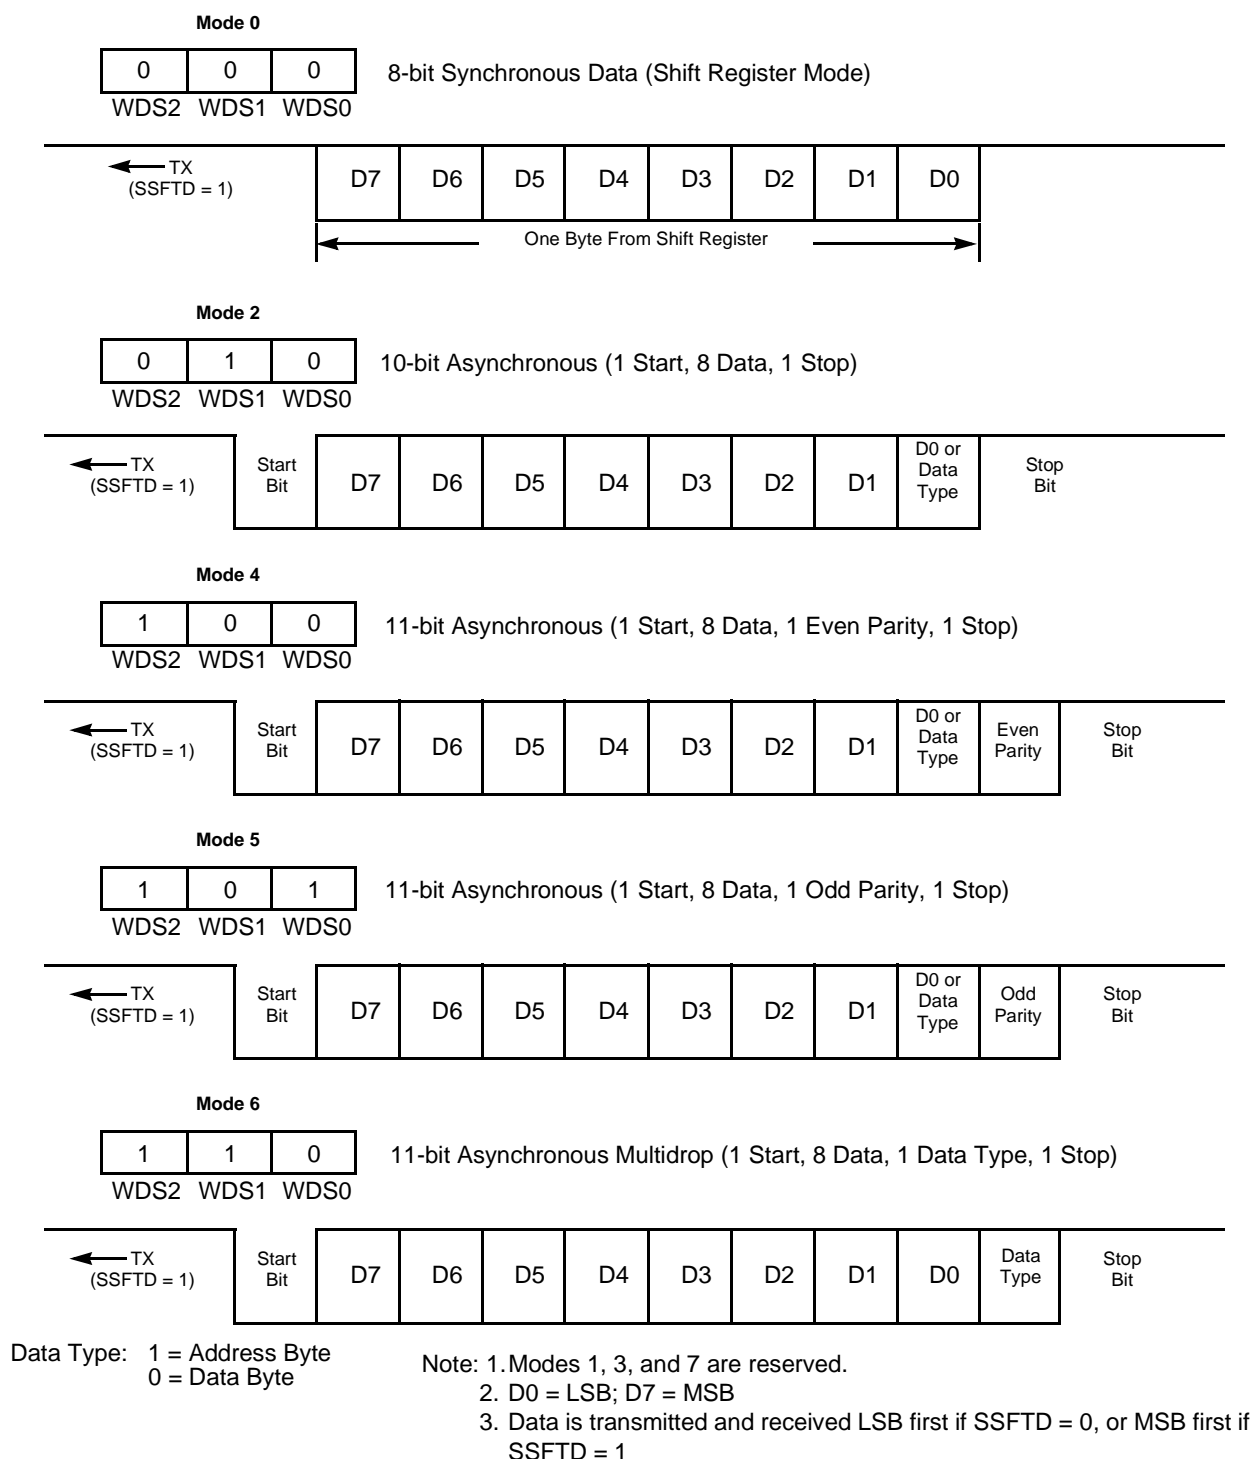 Mode 0
0 0 0
8-bit Synchronous Data (Shift Register Mode)
WDS2 WDS1 WDS0
TX
(SSFTD = 1)
D7 D6 D5 D4 D3 D2 D1 D0
One Byte From Shift Register
Mode 2
0 1 0
10-bit Asynchronous (1 Start, 8 Data, 1 Stop)
WDS2 WDS1 WDS0
TX
(SSFTD = 1)
Start
Bit
D7 D6 D5 D4 D3 D2 D1
D0 or
Data
Type
Stop
Bit
Mode 4
1 0 0
11-bit Asynchronous (1 Start, 8 Data, 1 Even Parity, 1 Stop)
WDS2 WDS1 WDS0
TX
(SSFTD = 1)
Start
Bit
D7 D6 D5 D4 D3 D2 D1
D0 or
Data
Type
Even
Parity
Stop
Bit
Mode 5
1 0 1
11-bit Asynchronous (1 Start, 8 Data, 1 Odd Parity, 1 Stop)
WDS2 WDS1 WDS0
TX
(SSFTD = 1)
Start
Bit
D7 D6 D5 D4 D3 D2 D1
D0 or
Data
Type
Odd
Parity
Stop
Bit
Mode 6
1 1 0
11-bit Asynchronous Multidrop (1 Start, 8 Data, 1 Data Type, 1 Stop)
WDS2 WDS1 WDS0
TX
(SSFTD = 1)
Start
Bit
D7 D6 D5 D4 D3 D2 D1 D0
Data
Type
Stop
Bit
Data Type: 1 = Address Byte
0 = Data Byte
Note: 1. Modes 1, 3, and 7 are reserved.
2. D0 = LSB; D7 = MSB
3. Data is transmitted and received LSB first if SSFTD = 0, or MSB first if
SSFTD = 1